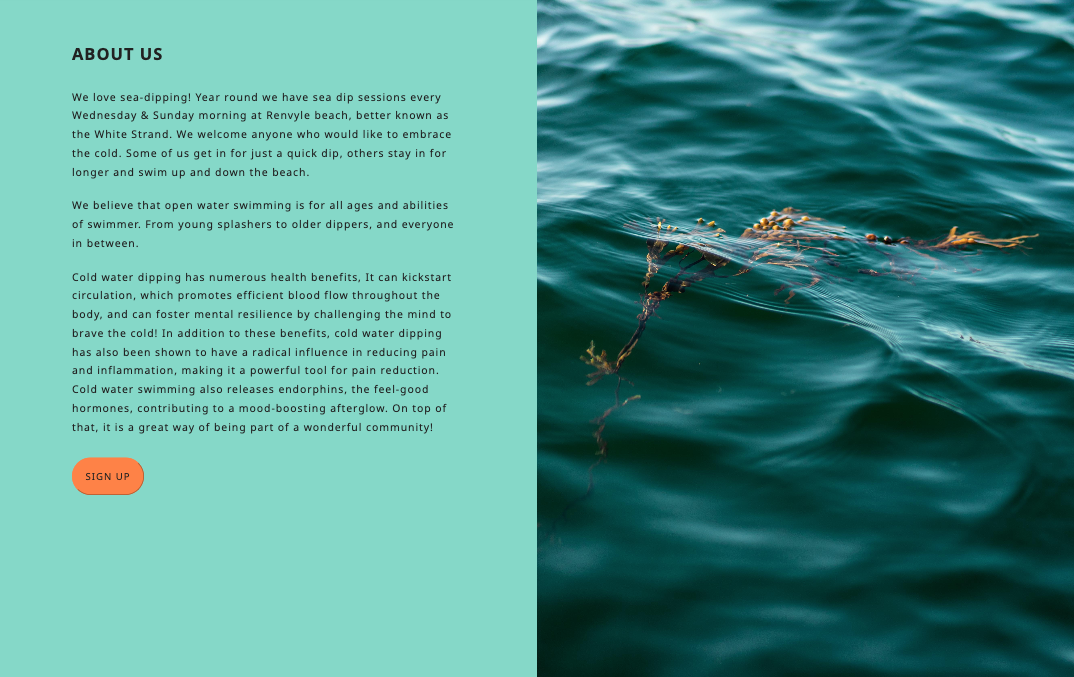 ABOUT US
We love sea-dipping! Year round we have sea dip sessions every
Wednesday & Sunday morning at Renvyle beach, better known as
the White Strand. We welcome anyone who would like to embrace
the cold. Some of us get in for just a quick dip, others stay in for
longer and swim up and down the beach.
We believe that open water swimming is for all ages and abilities
of swimmer. From young splashers to older dippers, and everyone
in between.
Cold water dipping has numerous health benefits, It can kickstart
circulation, which promotes efficient blood flow throughout the
body, and can foster mental resilience by challenging the mind to
brave the cold! In addition to these benefits, cold water dipping
has also been shown to have a radical influence in reducing pain
and inflammation, making it a powerful tool for pain reduction.
Cold water swimming also releases endorphins, the feel-good
hormones, contributing to a mood-boosting afterglow. On top of
that, it is a great way of being part of a wonderful community!
SIGN UP